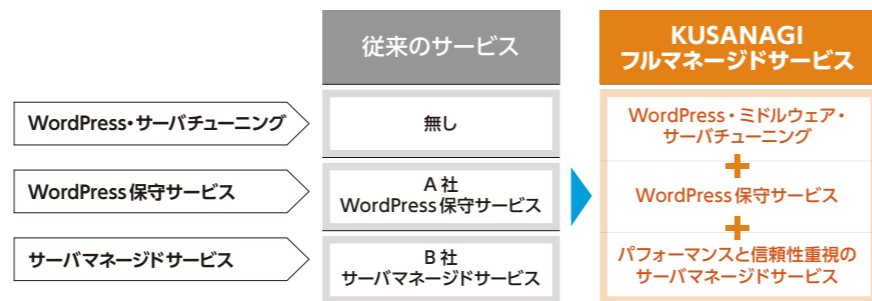 従来のサービス
KUSANAGI
フルマネージドサービス
WordPress・サーバチューニング
無し
WordPress・ミドルウェア・
サーバチューニング
WordPress保守サービス
A社
WordPress保守サービス
WordPress保守サービス
サーバマネージドサービス
B社
サーバマネージドサービス
パフォーマンスと信頼性重視の
サーバマネージドサービス